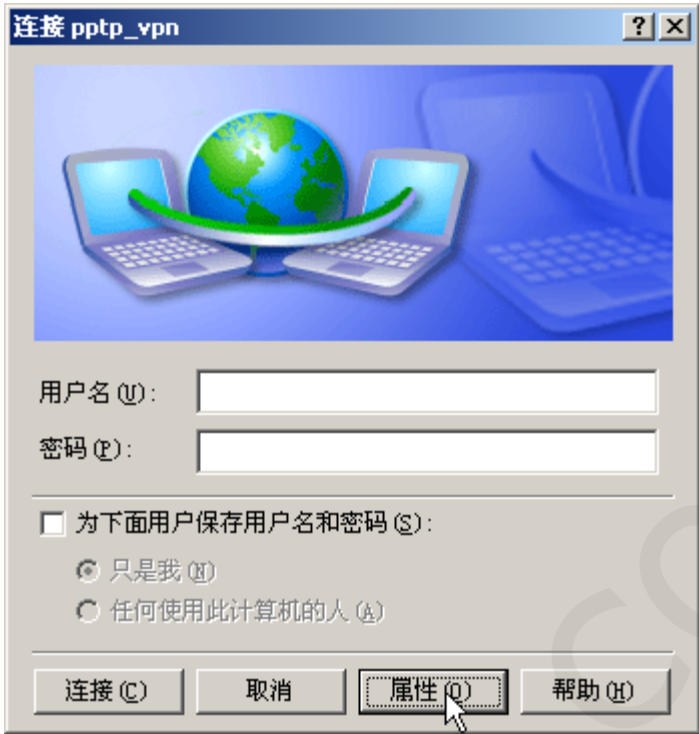 连接 pptp_vpn
用户名(U):
密码(P):
为下面用户保存用户名和密码(S):
只是我(N)
任何使用此计算机的人(A)
连接(C) 取消 属性(O) 帮助(H)